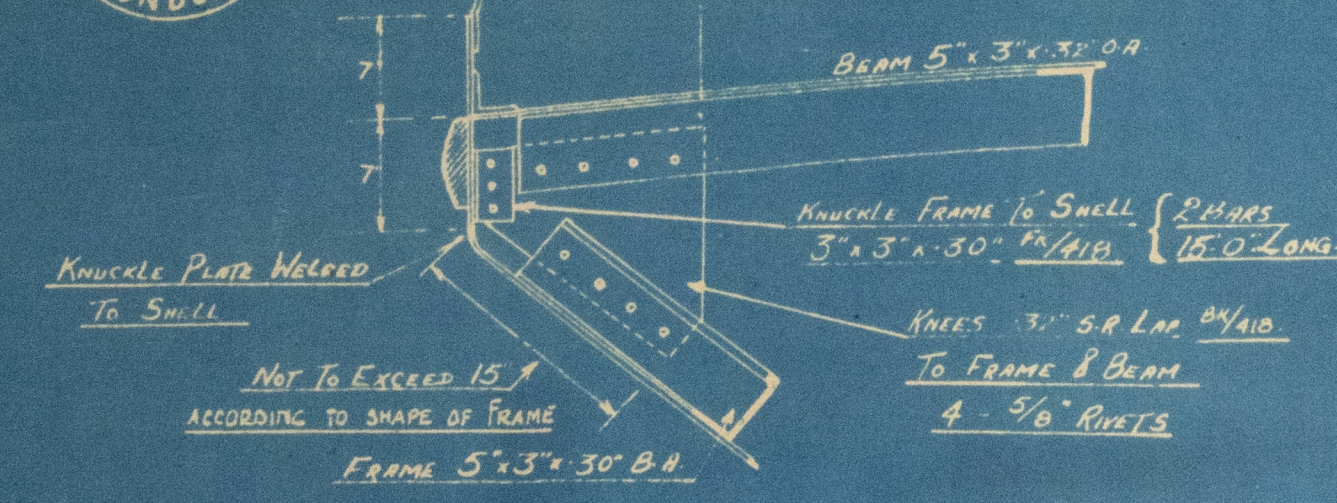 BEAM 5" x 3" x .32" O.A.
7"
7"
KNUCKLE FRAME TO SHELL { 2 BARS
3" x 3" x .30" FK/418 15'0" LONG
KNUCKLE PLATE WELDED
TO SHELL
KNEES .32" S.R. LAP. BK/418.
TO FRAME & BEAM
4 - 5/8" RIVETS
NOT TO EXCEED 15"
ACCORDING TO SHAPE OF FRAME
FRAME 5" x 3" x .30" B.A.